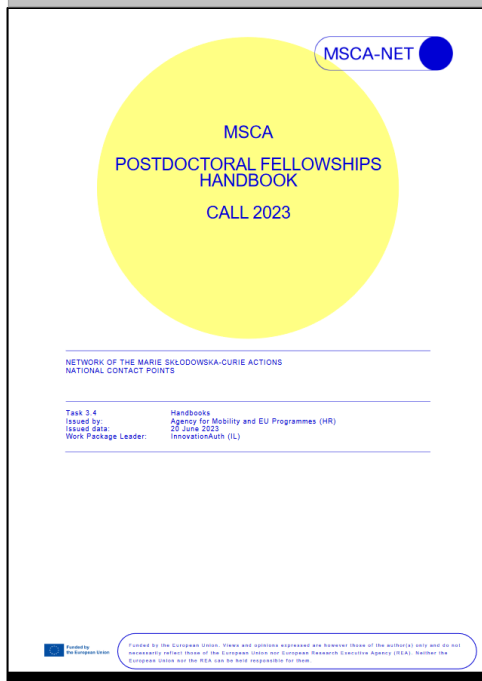 MSCA-NET
MSCA
POSTDOCTORAL FELLOWSHIPS
HANDBOOK
CALL 2023
NETWORK OF THE MARIE SKŁODOWSKA-CURIE ACTIONS
NATIONAL CONTACT POINTS
Task 3.4 Handbooks
Issued by: Agency for Mobility and EU Programmes (HR)
Issued data: 20 June 2023
Work Package Leader: InnovationAuth (IL)
Funded by
the European Union
Funded by the European Union. Views and opinions expressed are however those of the author(s) only and do not
necessarily reflect those of the European Union nor European Research Executive Agency (REA). Neither the
European Union nor the REA can be held responsible for them.